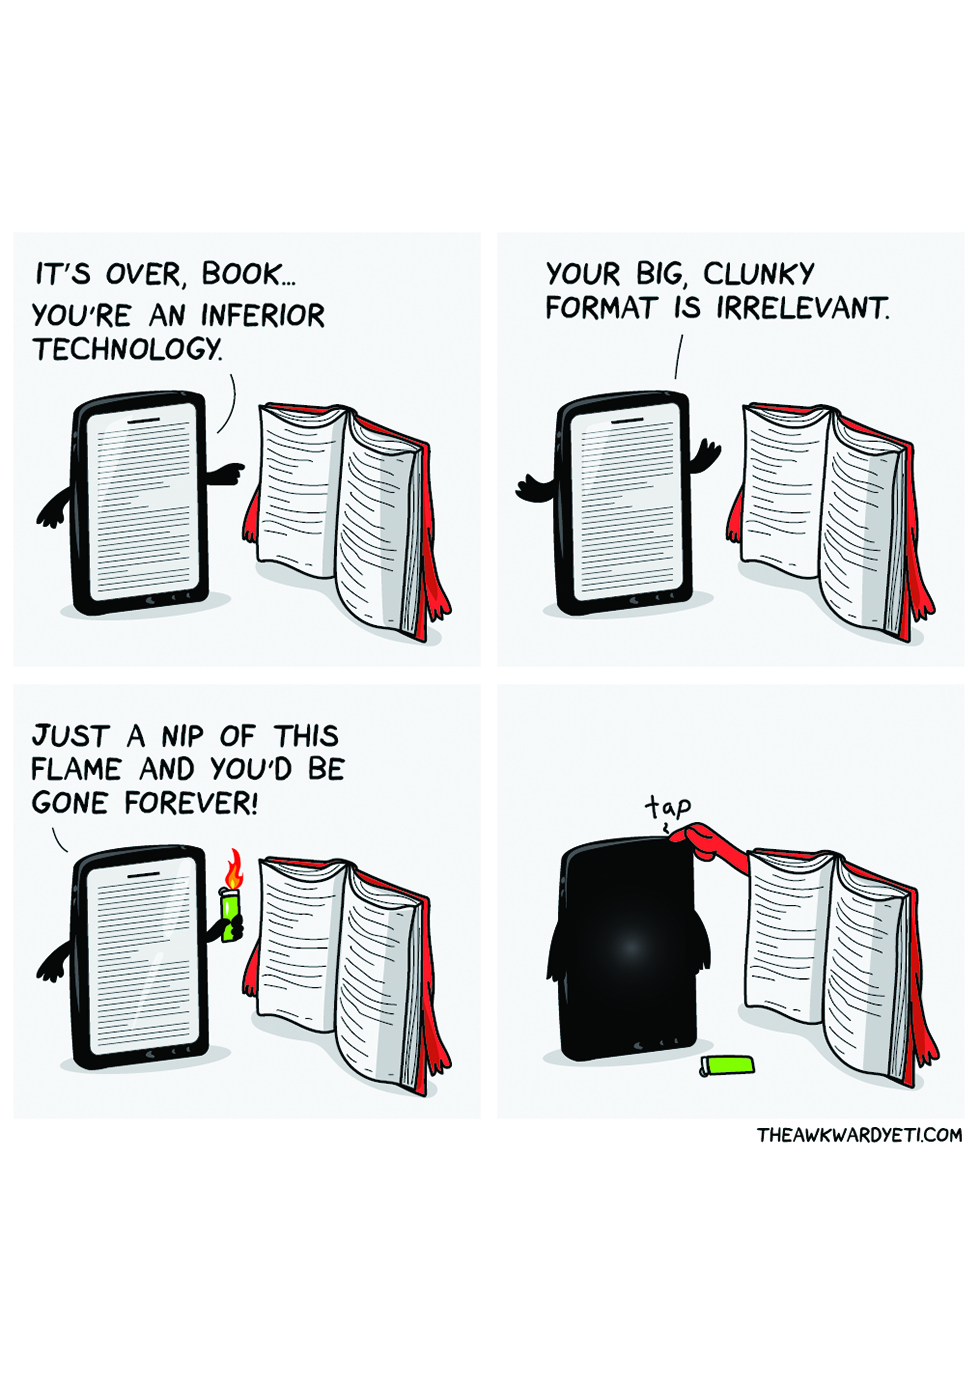 IT'S OVER, BOOK...
YOU'RE AN INFERIOR
TECHNOLOGY.
YOUR BIG, CLUNKY
FORMAT IS IRRELEVANT.
JUST A NIP OF THIS
FLAME AND YOU'D BE
GONE FOREVER!
tap
THEAWKWARDYETI.COM